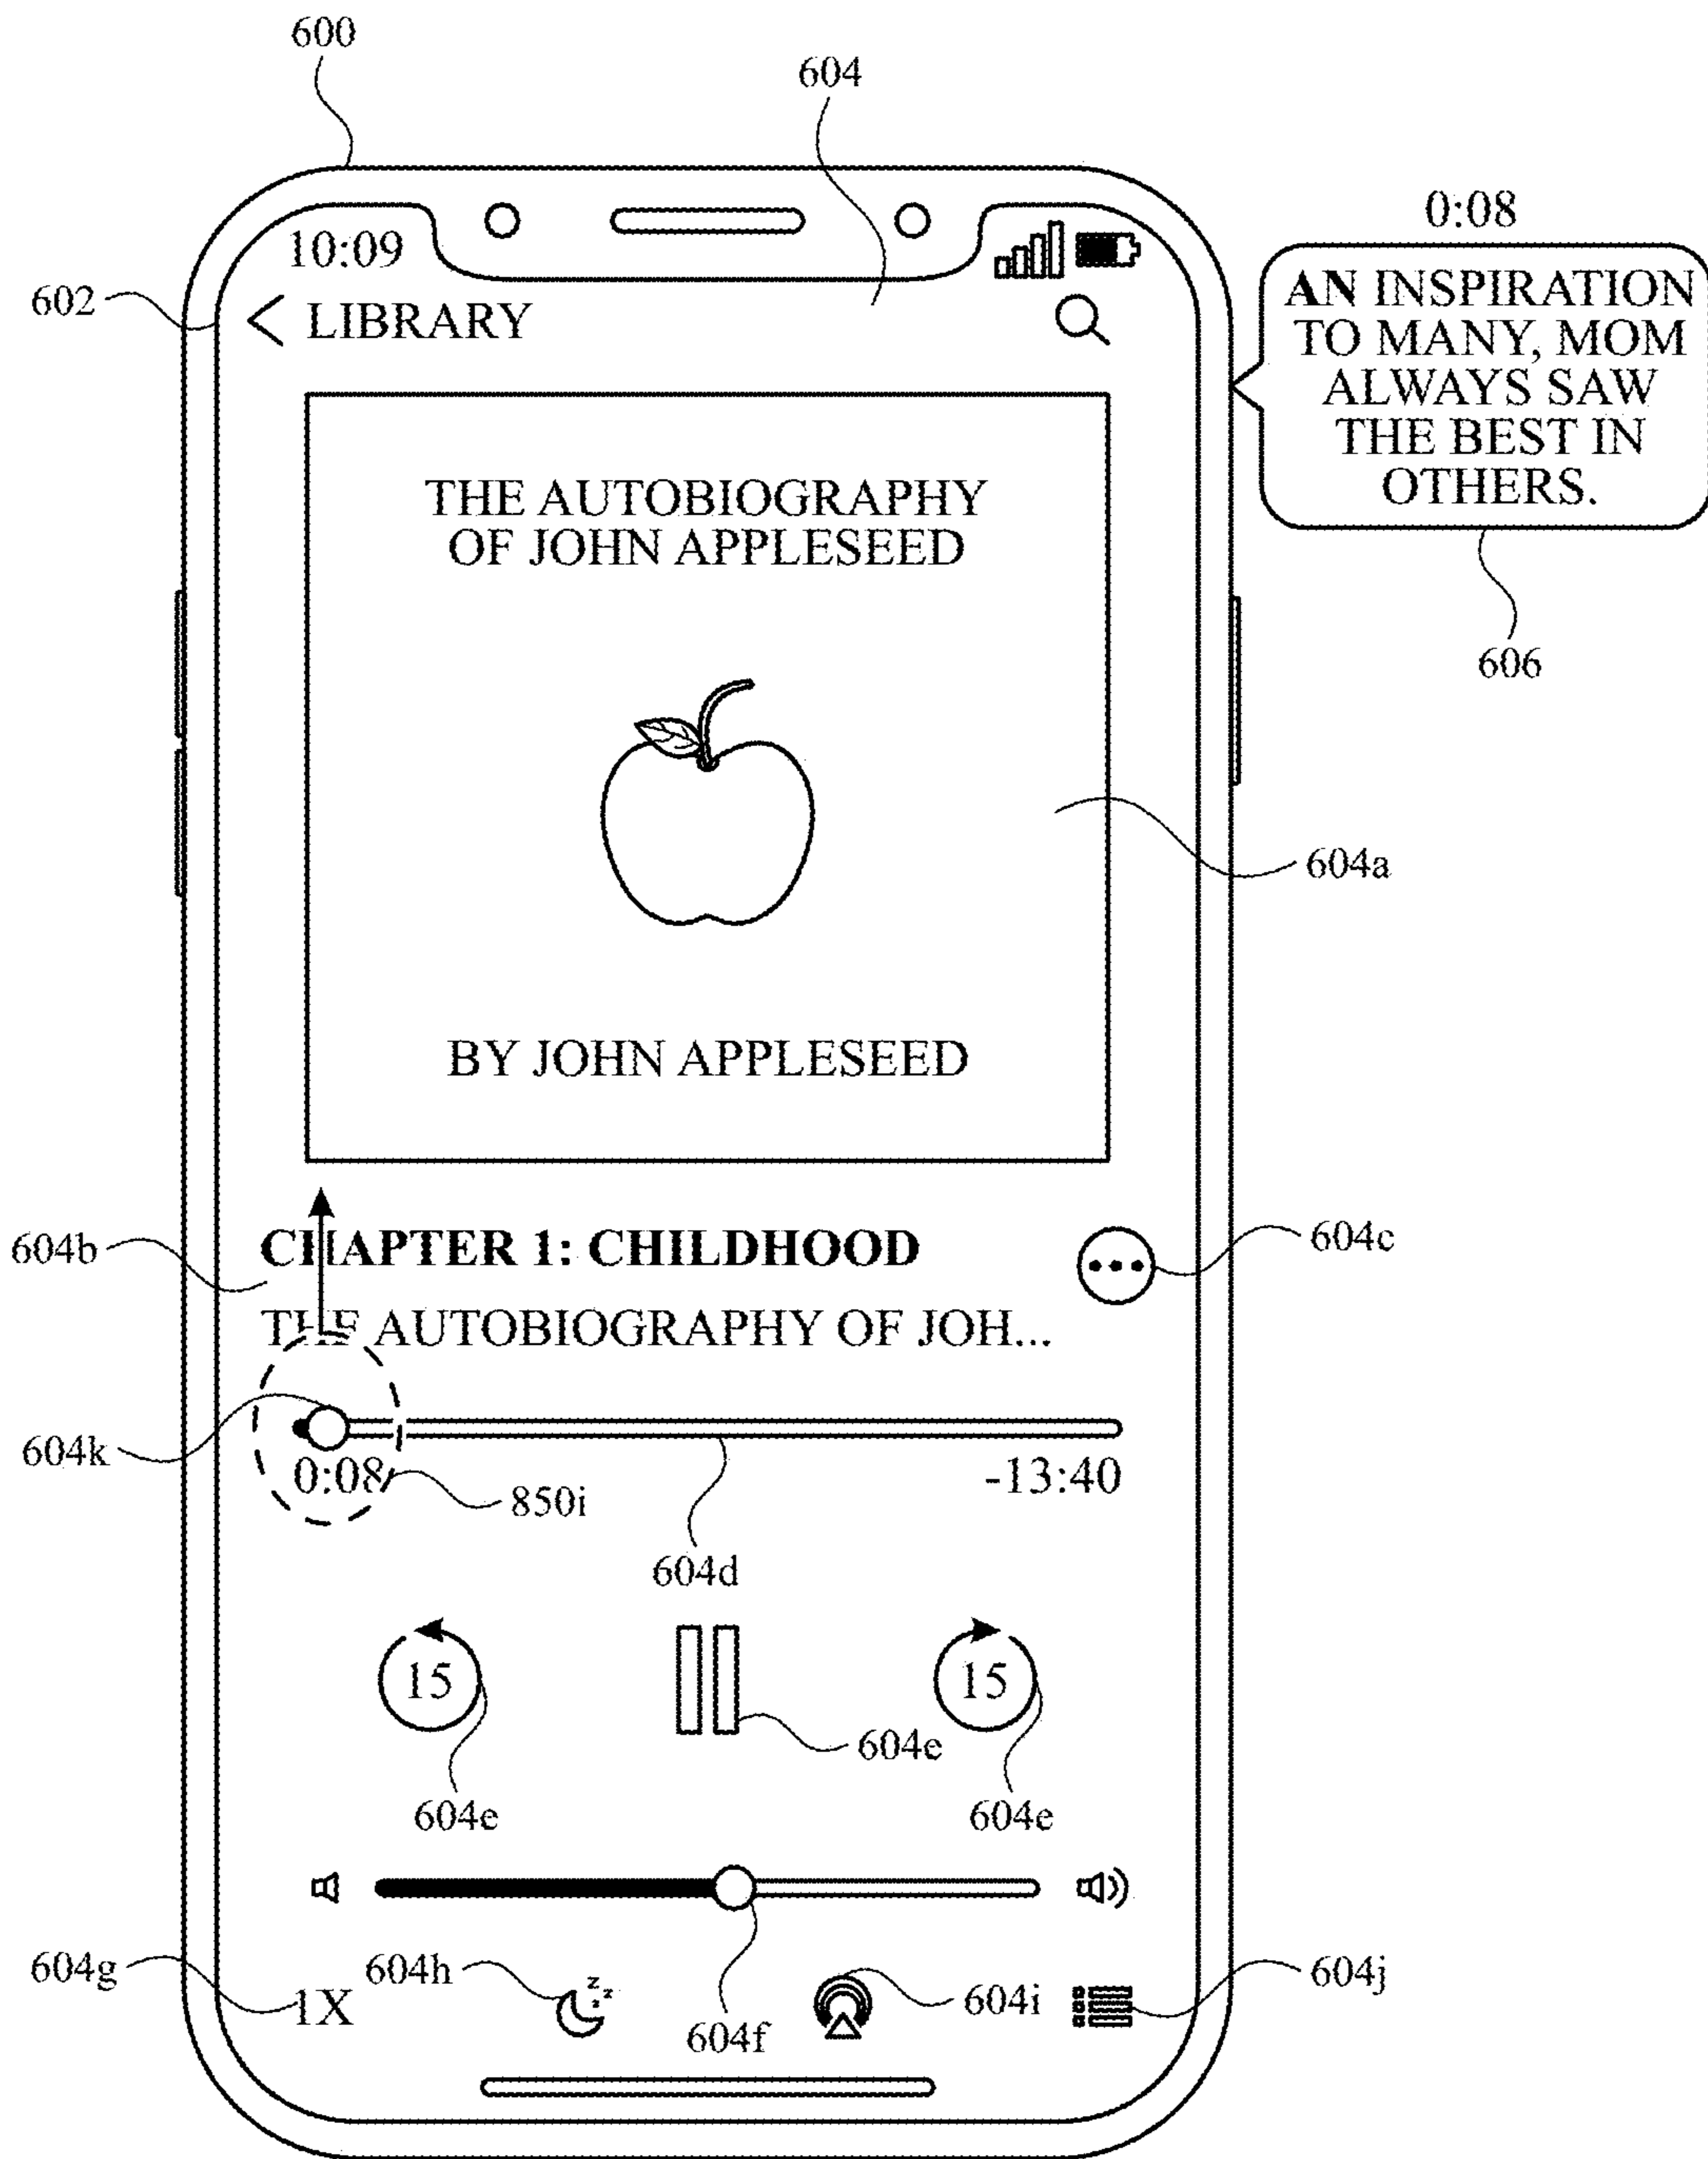 600
604
0:08
10:09
602
< LIBRARY
AN INSPIRATION
TO MANY, MOM
ALWAYS SAW
THE BEST IN
OTHERS.
606
THE AUTOBIOGRAPHY
OF JOHN APPLESEED
604a
BY JOHN APPLESEED
604b
CHAPTER 1: CHILDHOOD
604c
THE AUTOBIOGRAPHY OF JOH...
604k
0:08
-13:40
850i
604d
15
15
604e
604e
604e
604g
604h
1X
z z z
604f
604i
604j